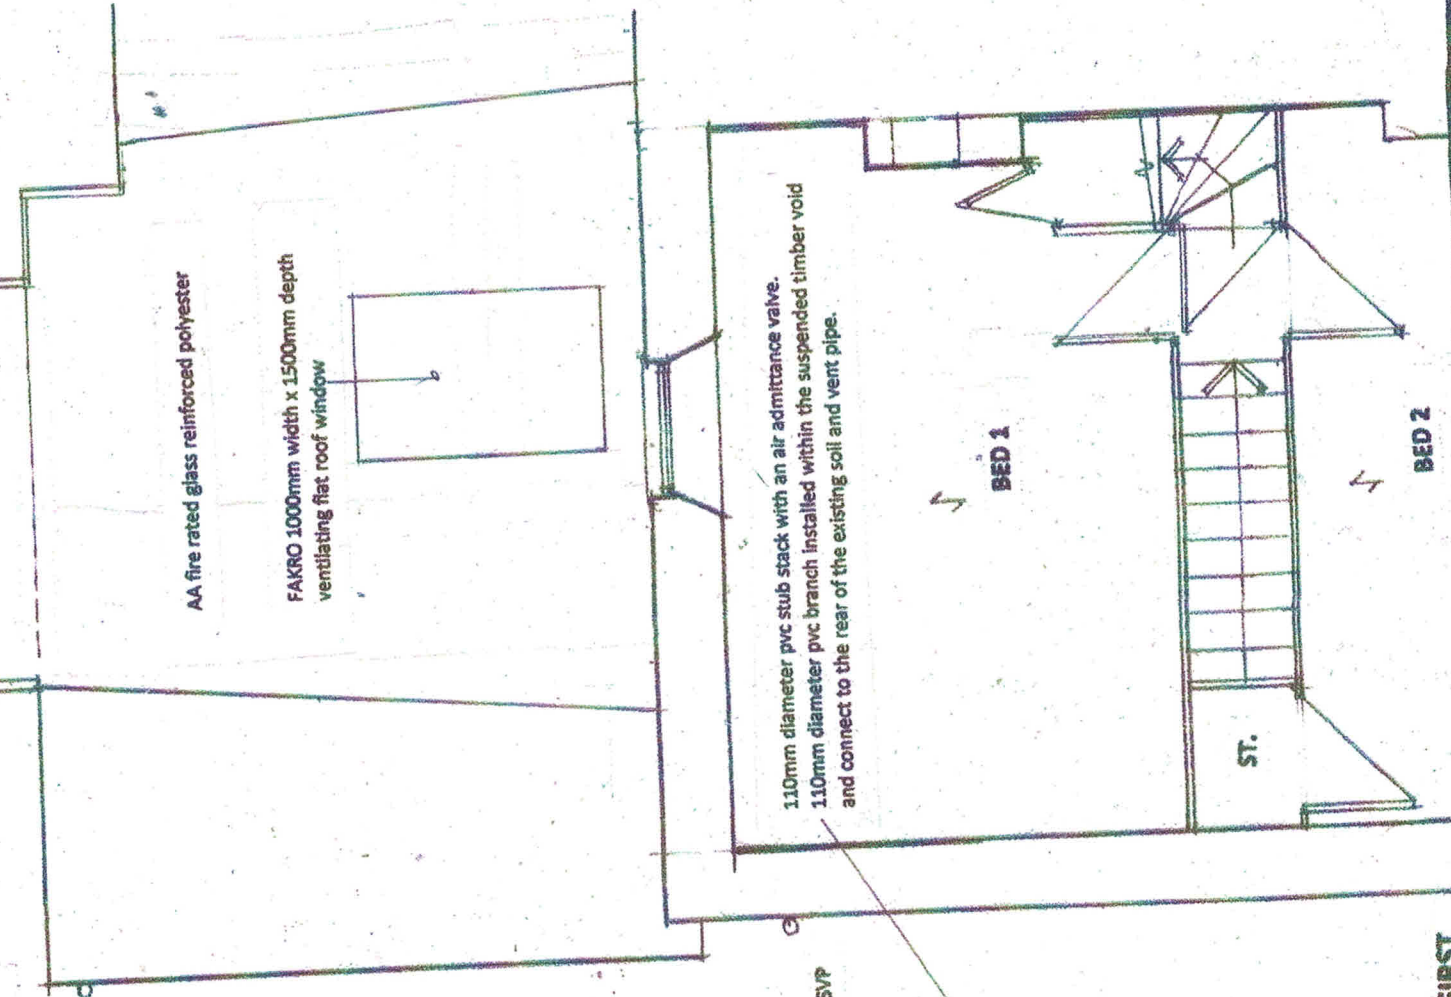 AA fire rated glass reinforced polyester
FAKRO 1000mm width x 1500mm depth
ventilating flat roof window
110mm diameter pvc stub stack with an air admittance valve.
110mm diameter pvc branch installed within the suspended timber void
and connect to the rear of the existing soil and vent pipe.
BED 1
BED 2
ST.
SVP
FIRST